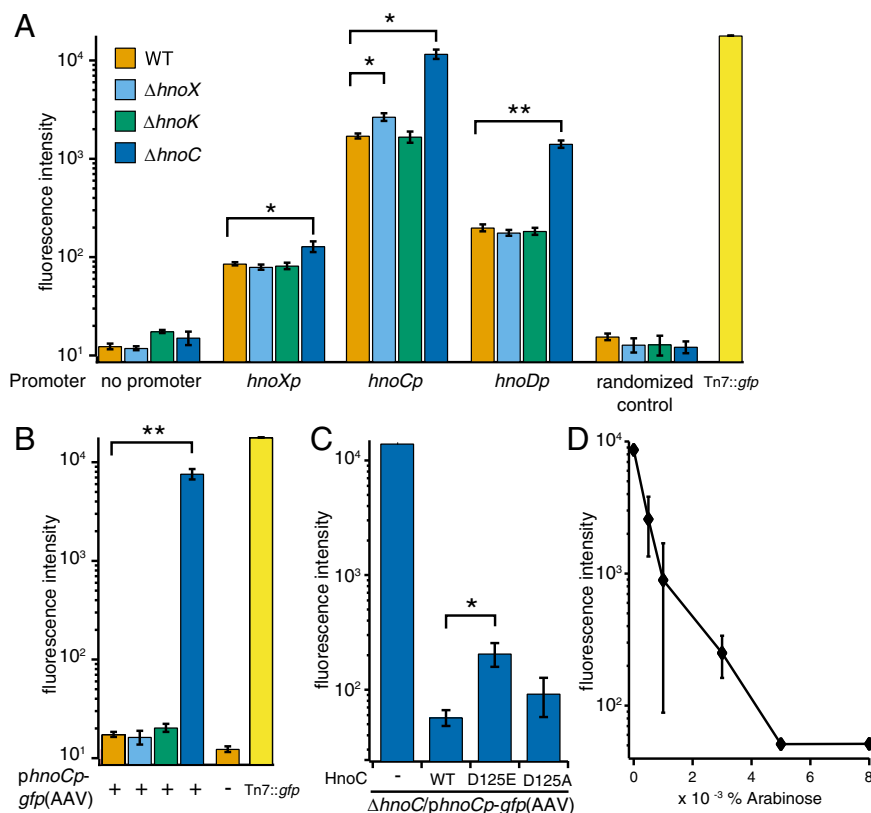 A
fluorescence intensity
10⁴
10³
10²
10¹
WT
ΔhnoX
ΔhnoK
ΔhnoC
*
*
*
**
Promoter no promoter hnoXp hnoCp hnoDp randomized control Tn7::gfp
B
fluorescence intensity
10⁴
10³
10²
10¹
**
phnoCp-
gfp(AAV) + + + + - Tn7::gfp
C
fluorescence intensity
10⁴
10³
10²
*
HnoC - WT D125E D125A
ΔhnoC/phnoCp-gfp(AAV)
D
fluorescence intensity
10⁴
10³
10²
0 2 4 6 8
x 10⁻³ % Arabinose